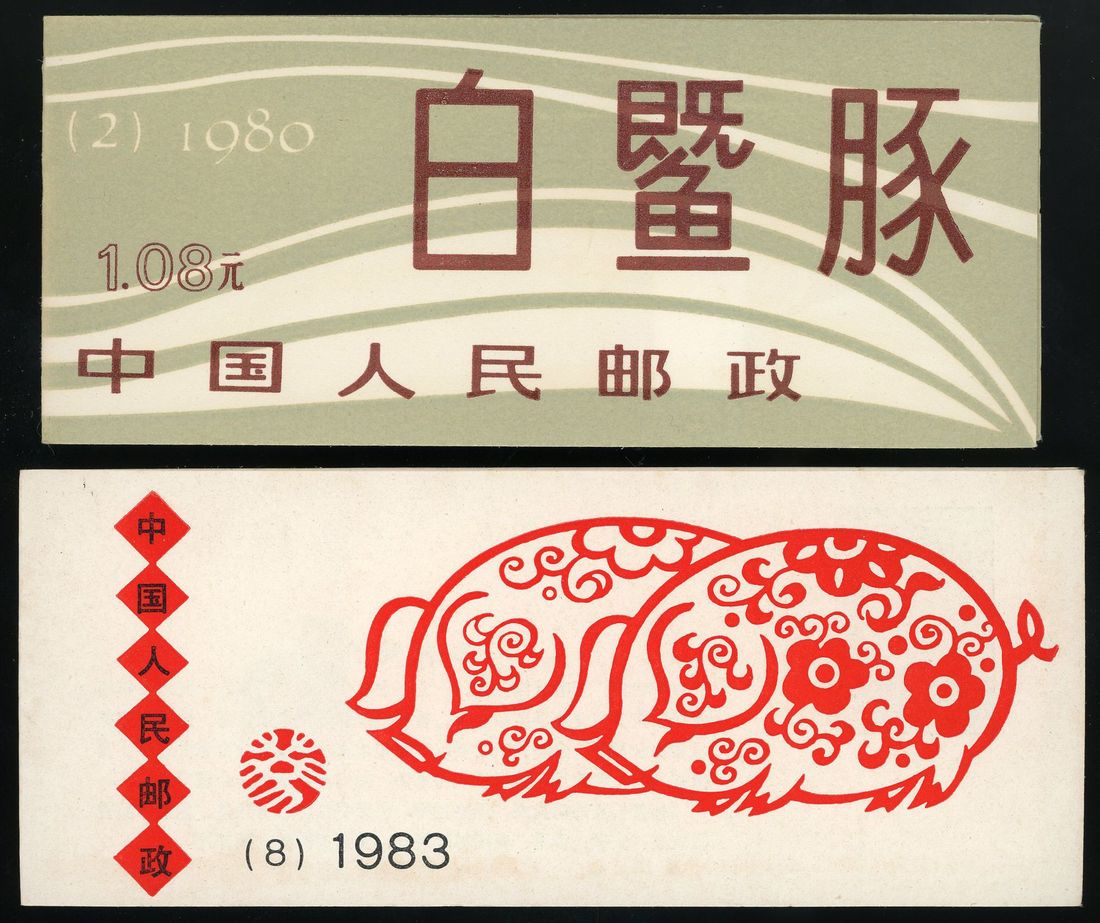 (2) 1980
白鱀豚
1.08元
中国人民邮政
中国人民邮政
(8) 1983